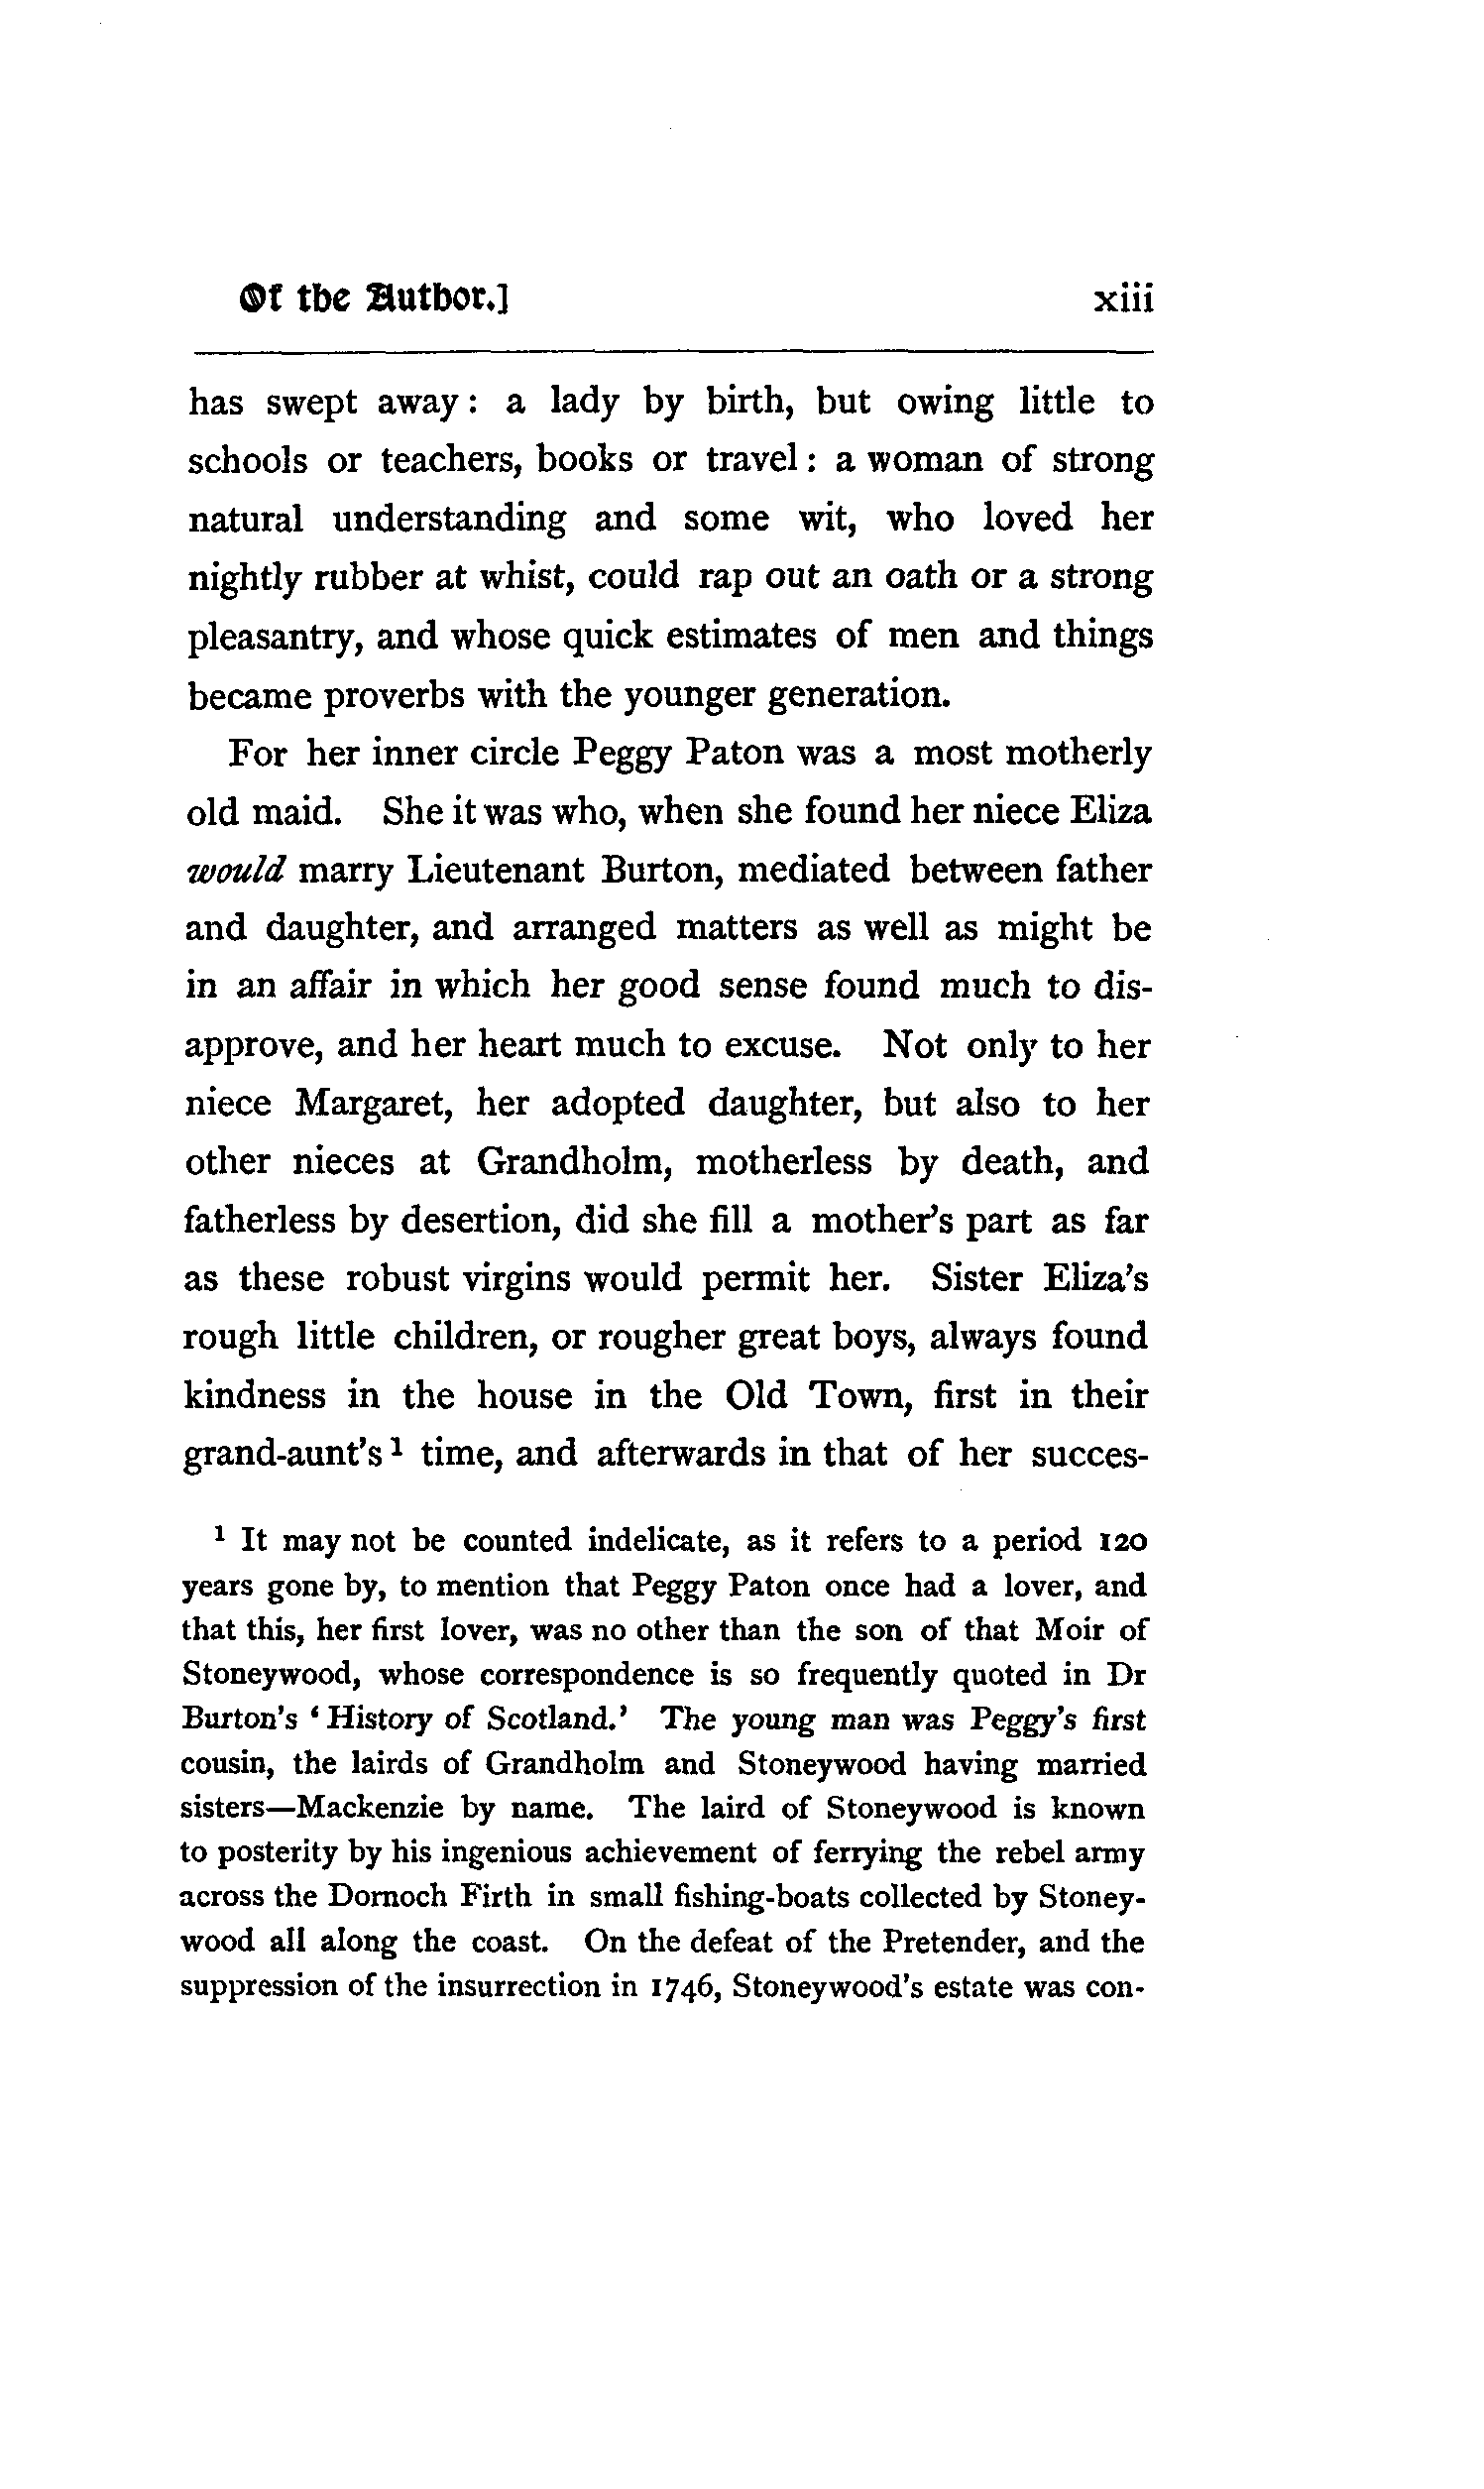 Of the Author.] xiii
has swept away: a lady by birth, but owing little to
schools or teachers, books or travel: a woman of strong
natural understanding and some wit, who loved her
nightly rubber at whist, could rap out an oath or a strong
pleasantry, and whose quick estimates of men and things
became proverbs with the younger generation.
For her inner circle Peggy Paton was a most motherly
old maid. She it was who, when she found her niece Eliza
would marry Lieutenant Burton, mediated between father
and daughter, and arranged matters as well as might be
in an affair in which her good sense found much to dis-
approve, and her heart much to excuse. Not only to her
niece Margaret, her adopted daughter, but also to her
other nieces at Grandholm, motherless by death, and
fatherless by desertion, did she fill a mother's part as far
as these robust virgins would permit her. Sister Eliza's
rough little children, or rougher great boys, always found
kindness in the house in the Old Town, first in their
grand-aunt's¹ time, and afterwards in that of her succes-
¹ It may not be counted indelicate, as it refers to a period 120
years gone by, to mention that Peggy Paton once had a lover, and
that this, her first lover, was no other than the son of that Moir of
Stoneywood, whose correspondence is so frequently quoted in Dr
Burton's ‘History of Scotland.’ The young man was Peggy's first
cousin, the lairds of Grandholm and Stoneywood having married
sisters—Mackenzie by name. The laird of Stoneywood is known
to posterity by his ingenious achievement of ferrying the rebel army
across the Dornoch Firth in small fishing-boats collected by Stoney-
wood all along the coast. On the defeat of the Pretender, and the
suppression of the insurrection in 1746, Stoneywood's estate was con-